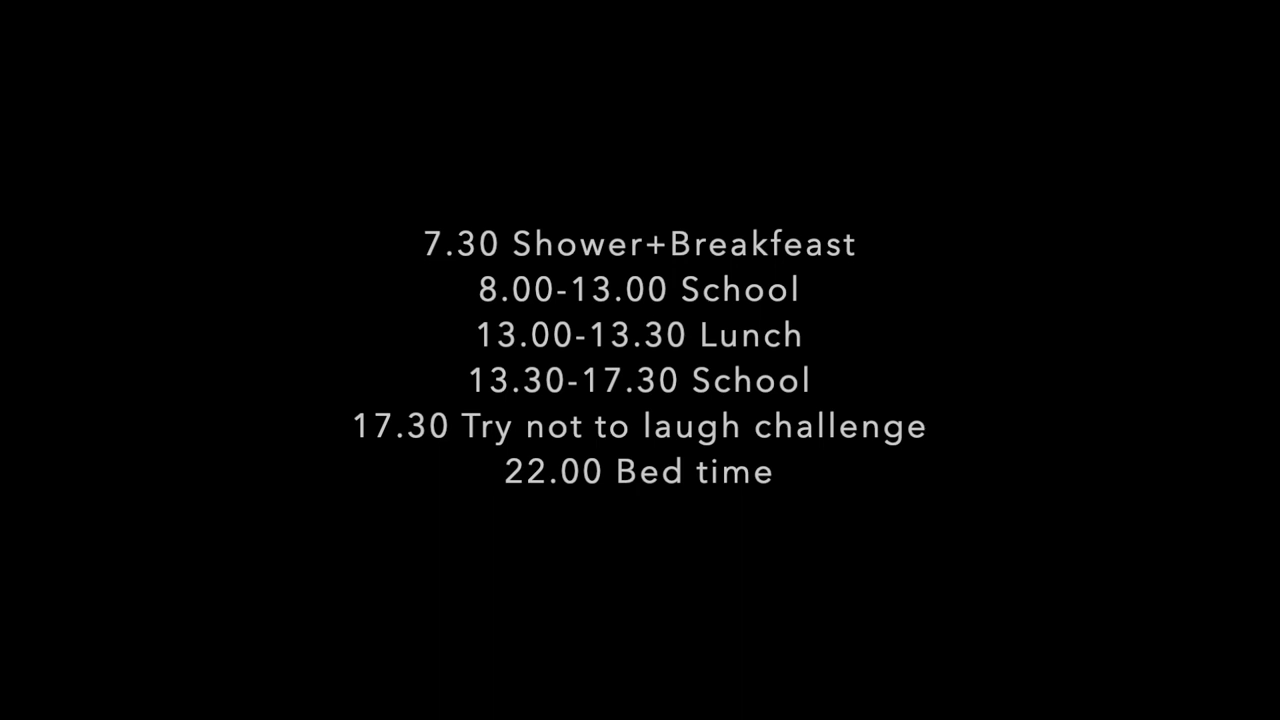 7.30 Shower+Breakfeast
8.00-13.00 School
13.00-13.30 Lunch
13.30-17.30 School
17.30 Try not to laugh challenge
22.00 Bed time